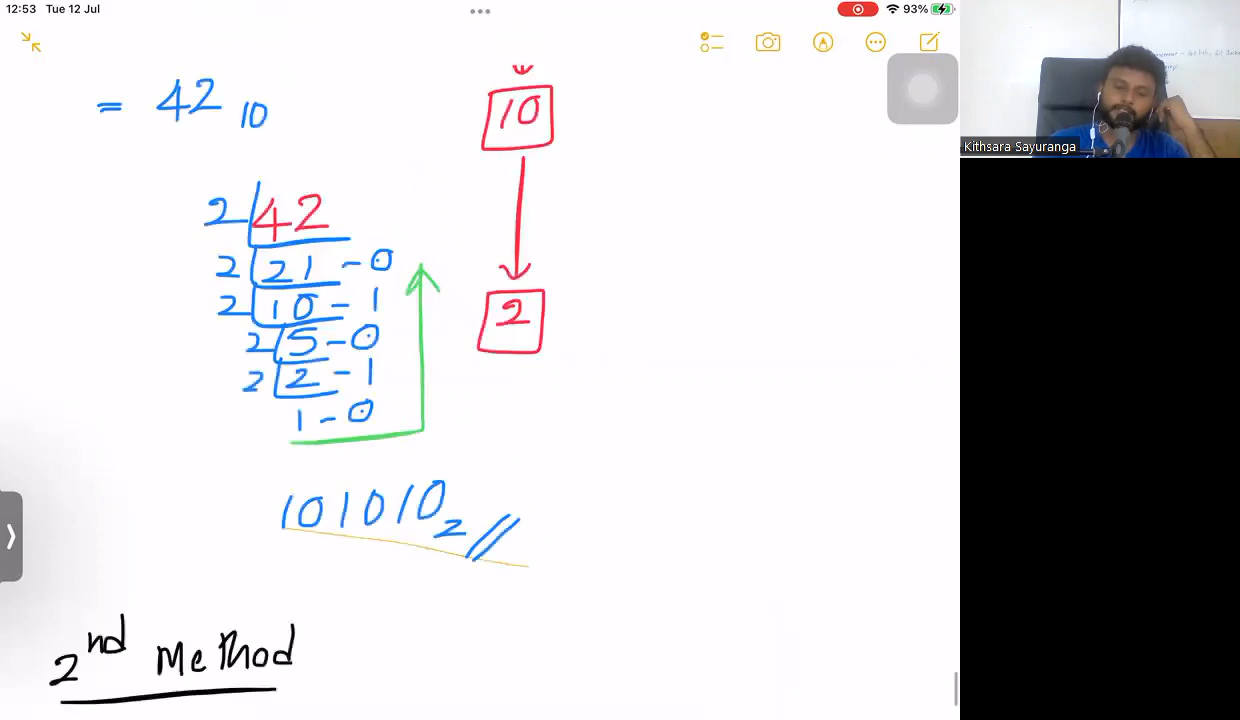 12:53 Tue 12 Jul
93%
= 42 10
10
2 42
2 21 - 0
2 10 - 1
2 5 - 0
2 2 - 1
1 - 0
2
101010 2 //
2nd Method
Kithsara Sayuranga